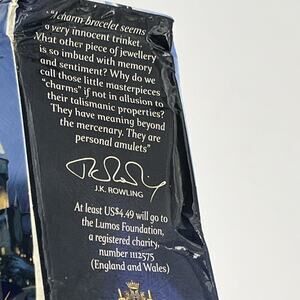 charm bracelet seems
a very innocent trinket.
What other piece of jewellery
is so imbued with memory
and sentiment? Why do we
call those little masterpieces
“charms” if not in allusion to
their talismanic properties?
They have meaning beyond
the mercenary. They are
personal amulets”
J.K. ROWLING
At least US$4.49 will go to
the Lumos Foundation,
a registered charity,
number 1112575
(England and Wales)